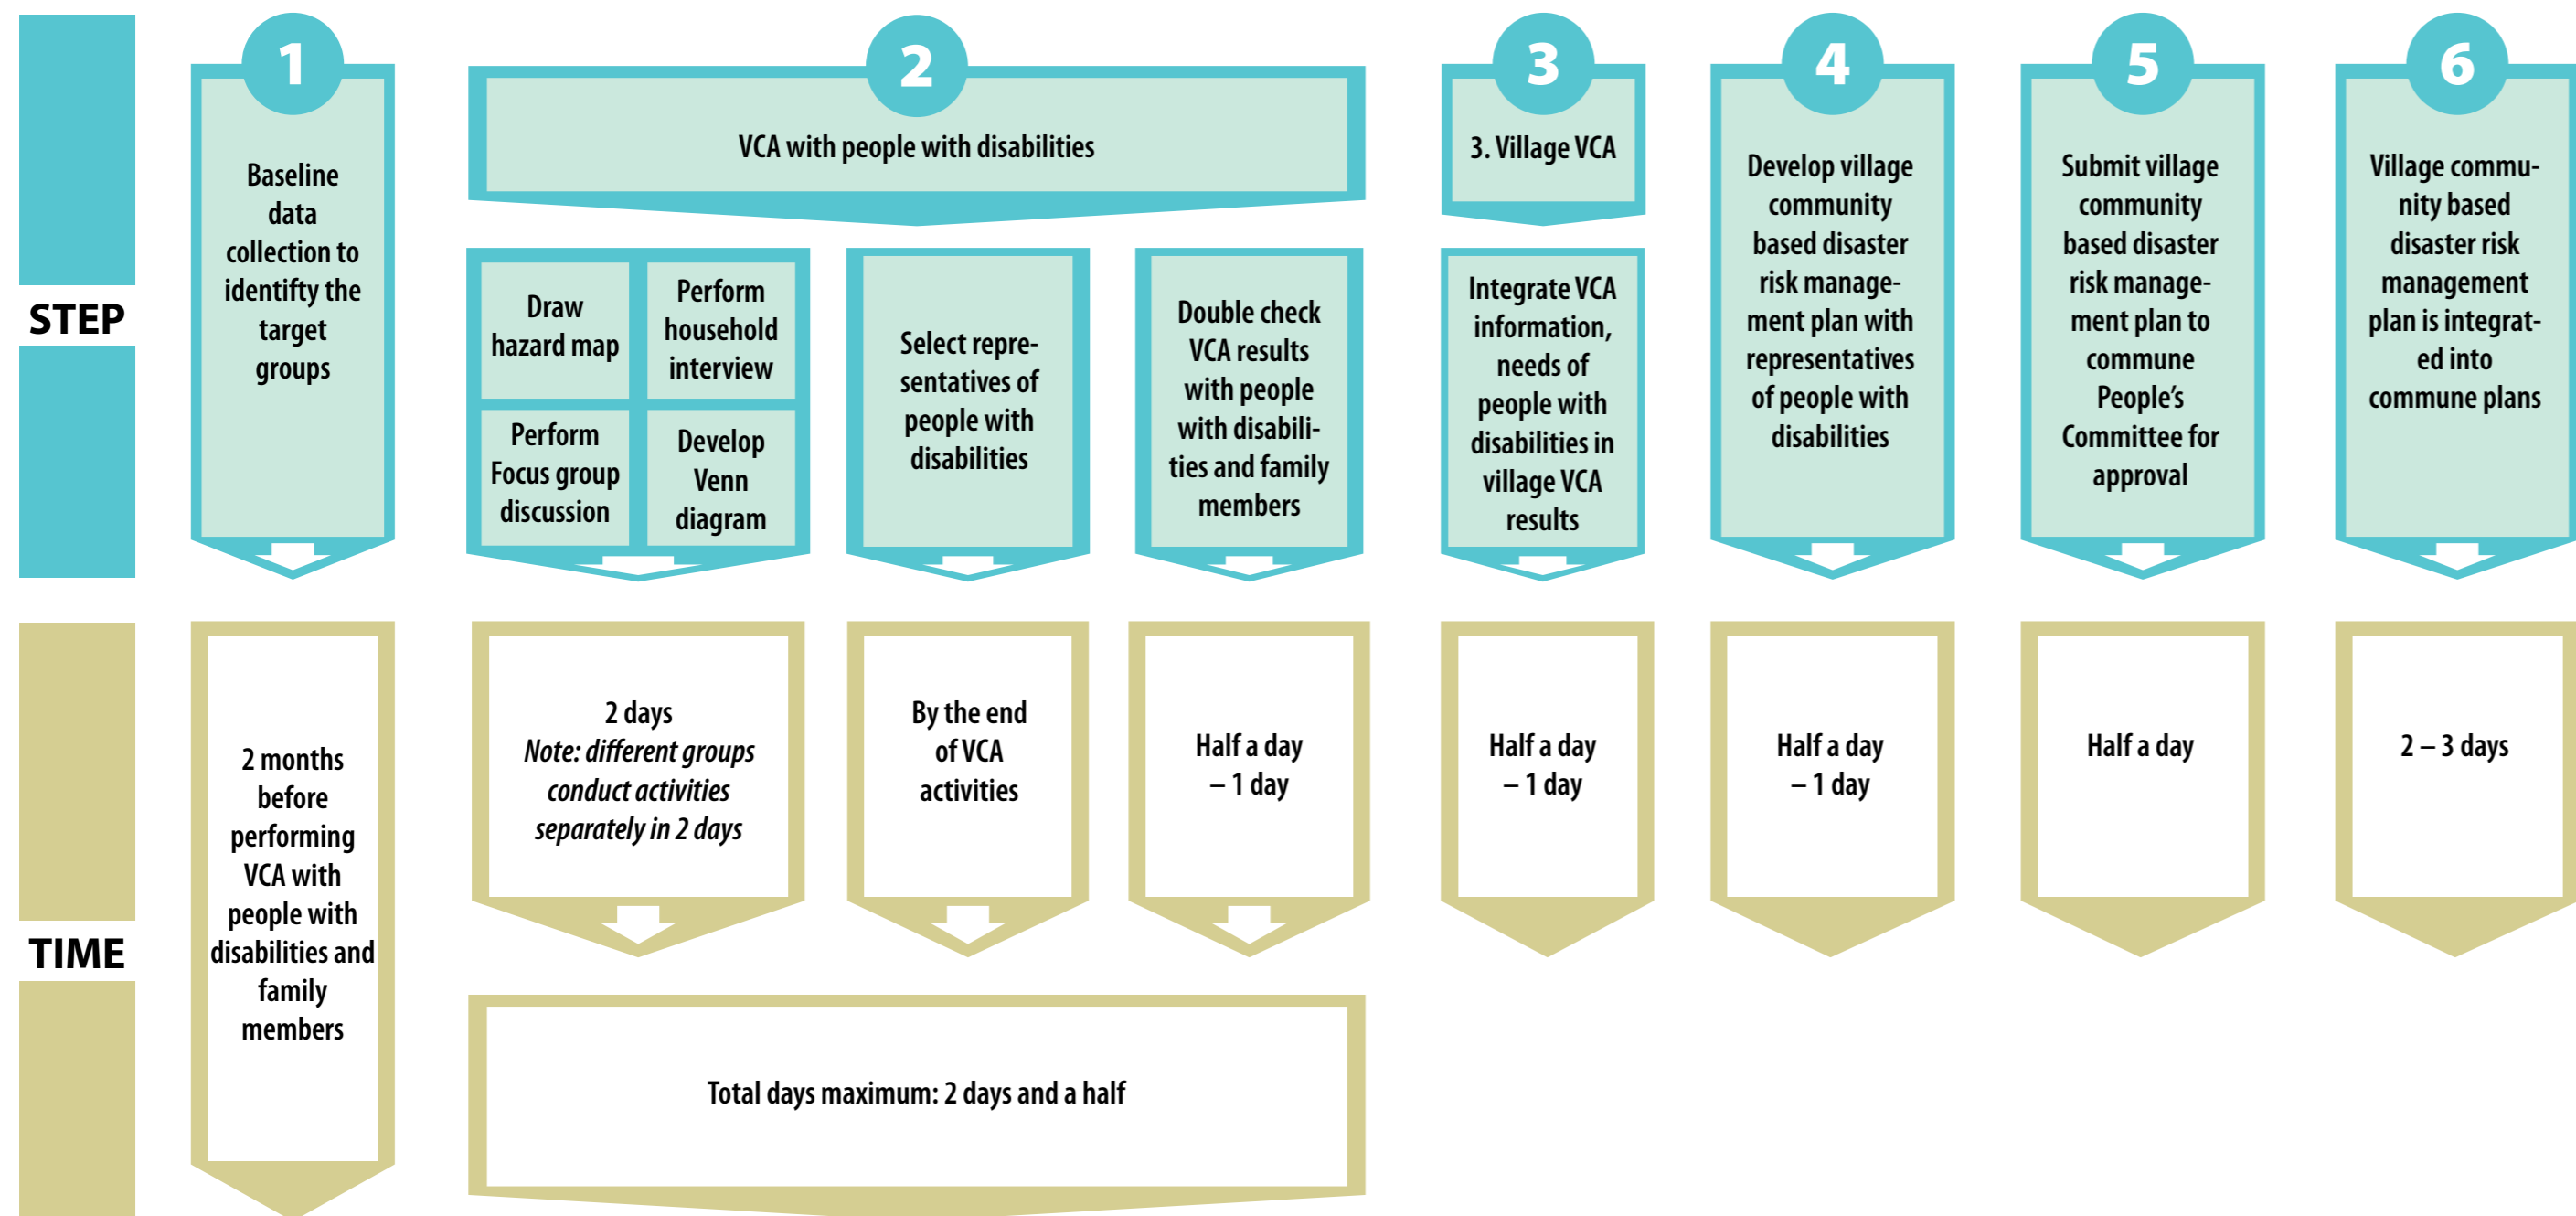 STEP
1
Baseline
data
collection to
identifty the
target
groups
2
VCA with people with disabilities
Draw
hazard map
Perform
household
interview
Perform
Focus group
discussion
Develop
Venn
diagram
Select repre-
sentatives of
people with
disabilities
Double check
VCA results
with people
with disabili-
ties and family
members
3
3. Village VCA
Integrate VCA
information,
needs of
people with
disabilities in
village VCA
results
4
Develop village
community
based disaster
risk manage-
ment plan with
representatives
of people with
disabilities
5
Submit village
community
based disaster
risk manage-
ment plan to
commune
People’s
Committee for
approval
6
Village commu-
nity based
disaster risk
management
plan is integrat-
ed into
commune plans
TIME
2 months
before
performing
VCA with
people with
disabilities and
family
members
2 days
Note: different groups
conduct activities
separately in 2 days
By the end
of VCA
activities
Half a day
– 1 day
Half a day
– 1 day
Half a day
– 1 day
Half a day
2 – 3 days
Total days maximum: 2 days and a half